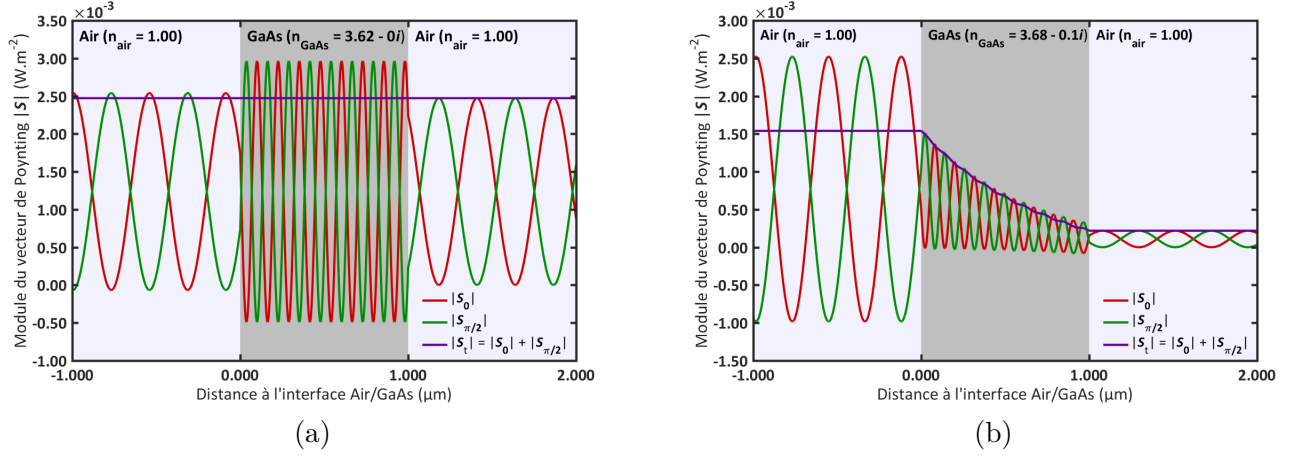 ×10⁻³
Module du vecteur de Poynting |S| (W.m⁻²)
3.50
3.00
2.50
2.00
1.50
1.00
0.50
0.00
-0.50
-1.00
Air (n_air = 1.00)
GaAs (n_GaAs = 3.62 - 0i)
Air (n_air = 1.00)
|S_0|
|S_π/2|
|S_t| = |S_0| + |S_π/2|
-1.000
0.000
1.000
2.000
Distance à l'interface Air/GaAs (μm)
(a)
×10⁻³
Module du vecteur de Poynting |S| (W.m⁻²)
3.00
2.50
2.00
1.50
1.00
0.50
0.00
-0.50
-1.00
-1.50
Air (n_air = 1.00)
GaAs (n_GaAs = 3.68 - 0.1i)
Air (n_air = 1.00)
|S_0|
|S_π/2|
|S_t| = |S_0| + |S_π/2|
-1.000
0.000
1.000
2.000
Distance à l'interface Air/GaAs (μm)
(b)